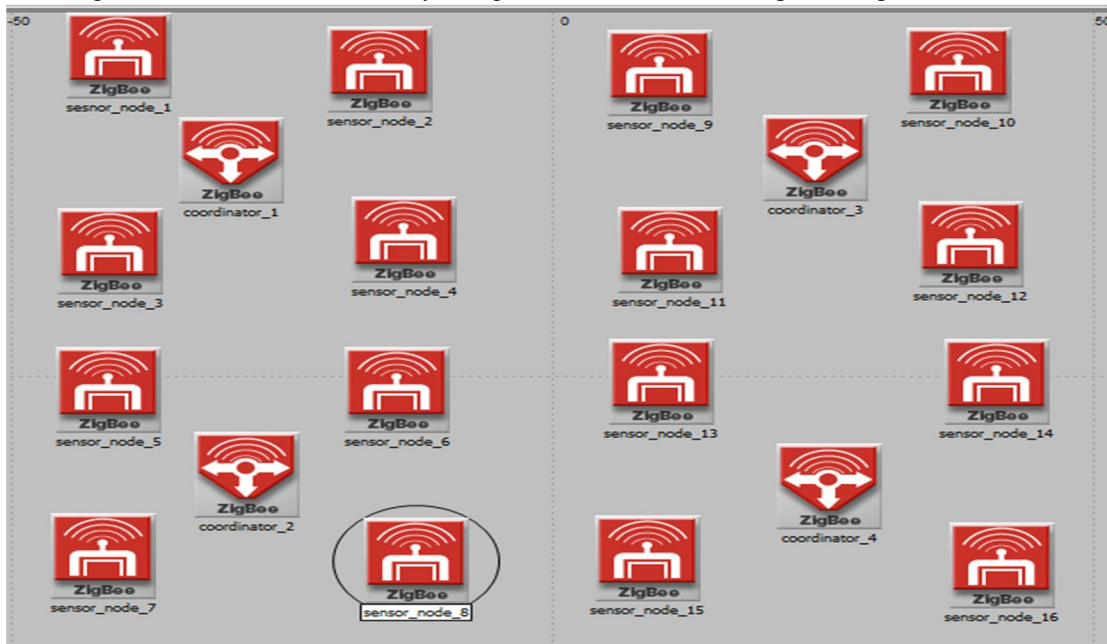 -50 0 50
ZigBee
sesnor_node_1
ZigBee
sensor_node_2
ZigBee
sensor_node_9
ZigBee
sensor_node_10
ZigBee
coordinator_1
ZigBee
coordinator_3
ZigBee
sensor_node_3
ZigBee
sensor_node_4
ZigBee
sensor_node_11
ZigBee
sensor_node_12
ZigBee
sensor_node_5
ZigBee
sensor_node_6
ZigBee
sensor_node_13
ZigBee
sensor_node_14
ZigBee
coordinator_2
ZigBee
coordinator_4
ZigBee
sensor_node_7
ZigBee
sensor_node_8
ZigBee
sensor_node_15
ZigBee
sensor_node_16